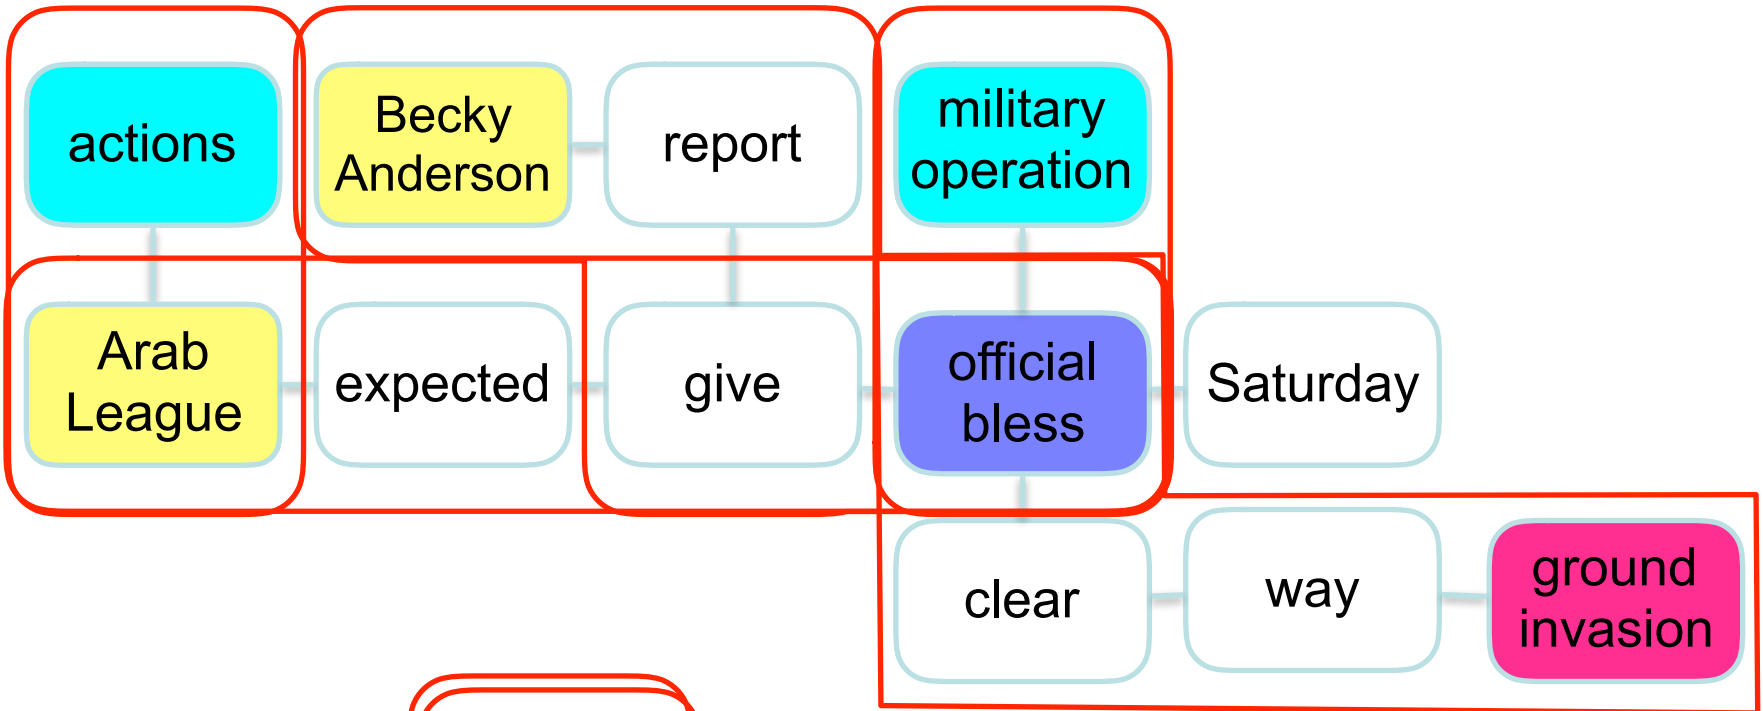 actions
Becky
Anderson
report
military
operation
Arab
League
expected
give
official
bless
Saturday
clear
way
ground
invasion